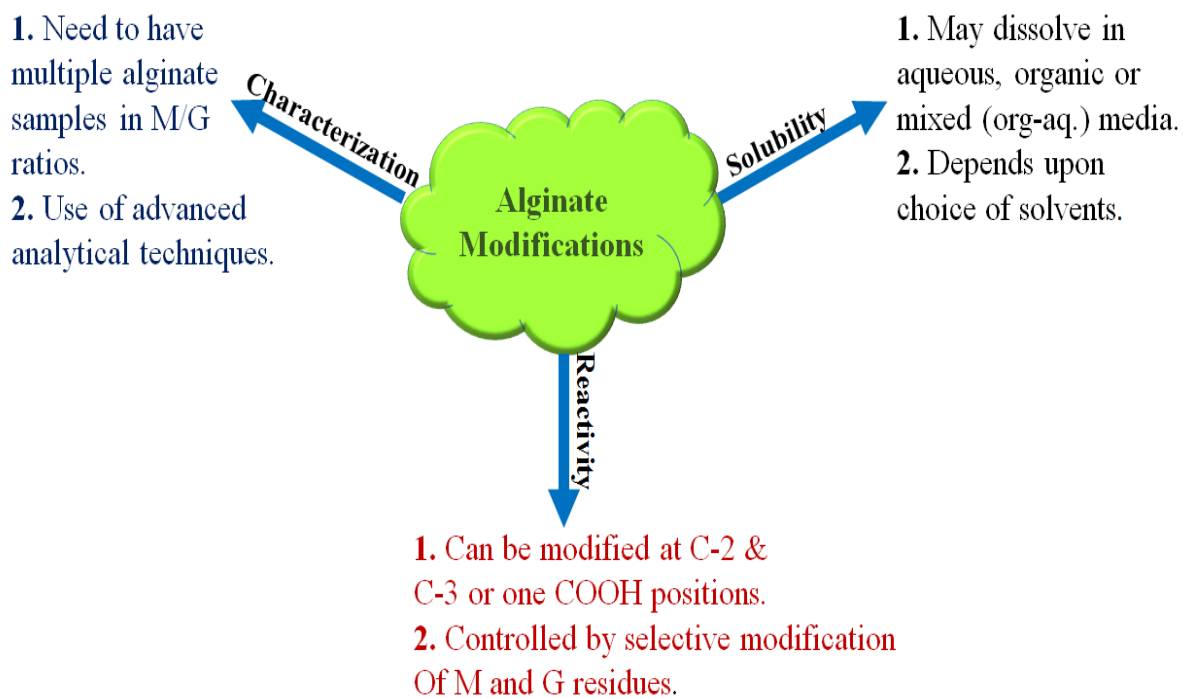 1. Need to have
multiple alginate
samples in M/G
ratios.
2. Use of advanced
analytical techniques.
Characterization
Alginate
Modifications
Solubility
1. May dissolve in
aqueous, organic or
mixed (org-aq.) media.
2. Depends upon
choice of solvents.
Reactivity
1. Can be modified at C-2 &
C-3 or one COOH positions.
2. Controlled by selective modification
Of M and G residues.